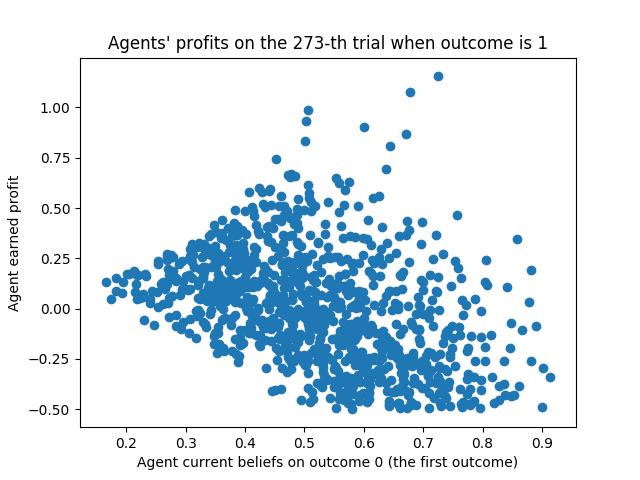 Agents' profits on the 273-th trial when outcome is 1
Agent earned profit
1.00
0.75
0.50
0.25
0.00
−0.25
−0.50
0.2 0.3 0.4 0.5 0.6 0.7 0.8 0.9
Agent current beliefs on outcome 0 (the first outcome)